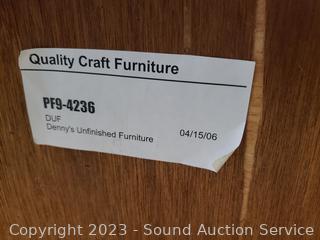 Quality Craft Furniture
PF9-4236
DUF
Denny's Unfinished Furniture 04/15/06
Copyright 2023 - Sound Auction Service